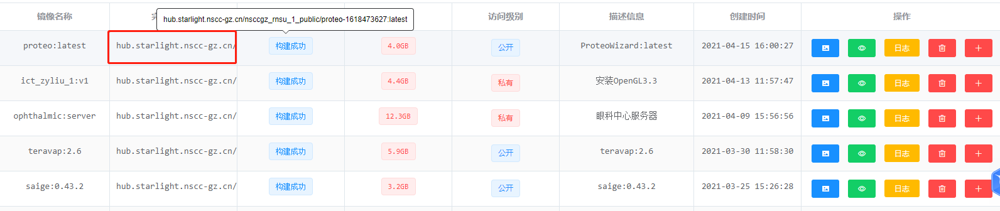 镜像名称 完 访问级别 描述信息 创建时间 操作
hub.starlight.nscc-gz.cn/nsccgz_rnsu_1_public/proteo-1618473627:latest
proteo:latest hub.starlight.nscc-gz.cn/ 构建成功 4.0GB 公开 ProteoWizard:latest 2021-04-15 16:00:27 日志
ict_zyliu_1:v1 hub.starlight.nscc-gz.cn/ 构建成功 4.4GB 私有 安装OpenGL3.3 2021-04-13 11:57:47 日志
ophthalmic:server hub.starlight.nscc-gz.cn/ 构建成功 12.3GB 私有 眼科中心服务器 2021-04-09 15:56:56 日志
teravap:2.6 hub.starlight.nscc-gz.cn/ 构建成功 5.9GB 公开 teravap:2.6 2021-03-30 11:58:30 日志
saige:0.43.2 hub.starlight.nscc-gz.cn/ 构建成功 3.2GB 公开 saige:0.43.2 2021-03-25 15:26:28 日志